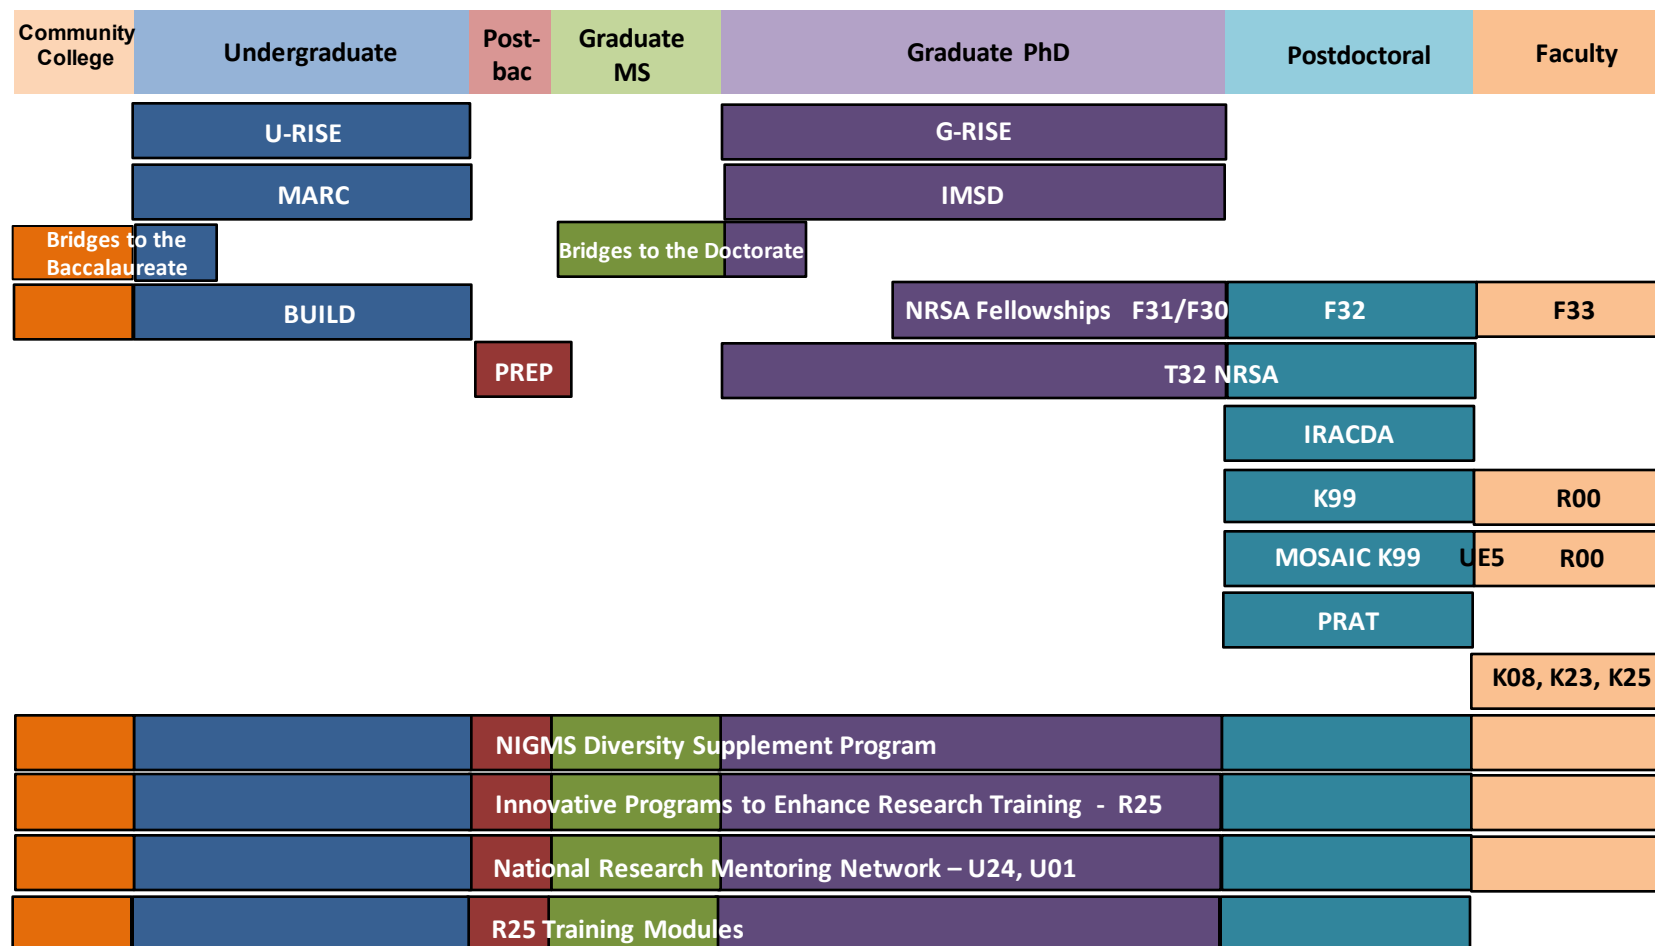 Community
College
Undergraduate
Post-
bac
Graduate
MS
Graduate PhD
Postdoctoral
Faculty
U-RISE
G-RISE
MARC
IMSD
Bridges to the
Baccalaureate
Bridges to the Doctorate
BUILD
NRSA Fellowships F31/F30
F32
F33
PREP
T32 NRSA
IRACDA
K99
R00
MOSAIC K99
UE5
R00
PRAT
K08, K23, K25
NIGMS Diversity Supplement Program
Innovative Programs to Enhance Research Training - R25
National Research Mentoring Network – U24, U01
R25 Training Modules